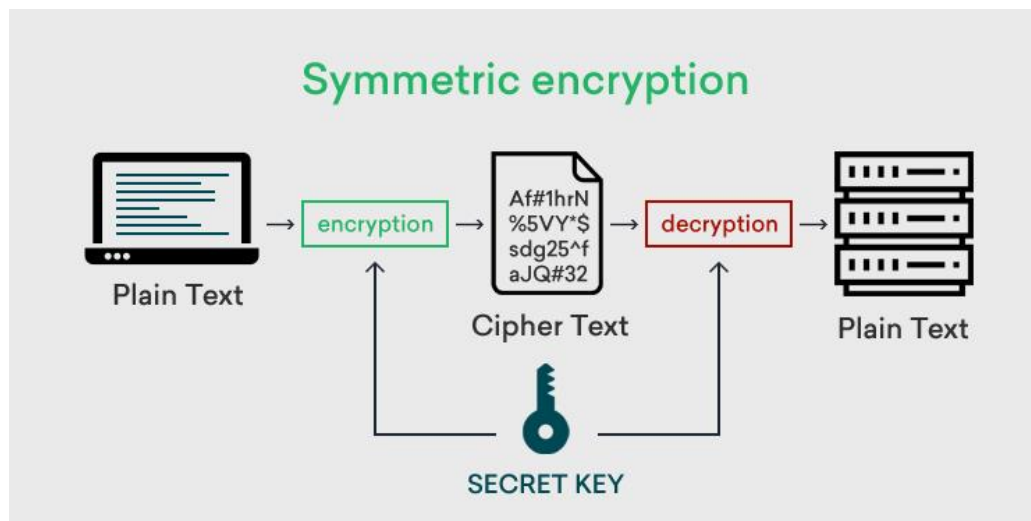 Symmetric encryption
Plain Text
encryption
Af#1hrN
%5VY*$
sdg25^f
aJQ#32
Cipher Text
decryption
Plain Text
SECRET KEY